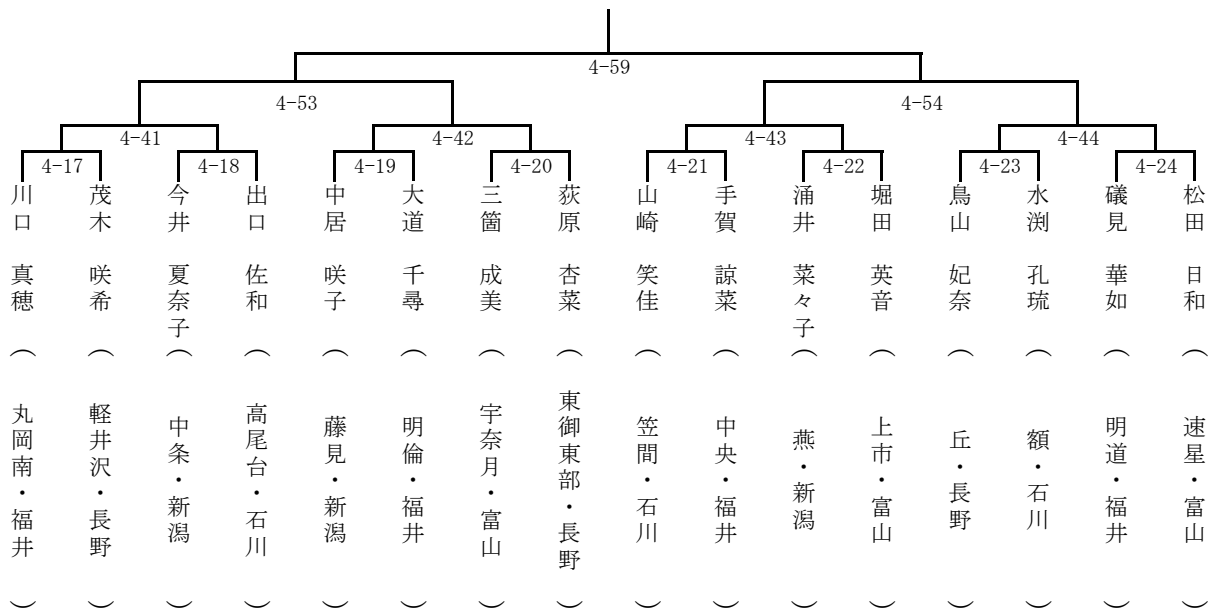 4-59
4-53
4-54
4-41
4-42
4-43
4-44
4-17
4-18
4-19
4-20
4-21
4-22
4-23
4-24
川口 真穂 (丸岡南・福井)
茂木 咲希 (軽井沢・長野)
今井 夏奈子 (中条・新潟)
出口 佐和 (高尾台・石川)
中居 咲子 (藤見・新潟)
大道 千尋 (明倫・福井)
三箇 成美 (宇奈月・富山)
荻原 杏菜 (東御東部・長野)
山崎 笑佳 (笠間・石川)
手賀 諒菜 (中央・福井)
涌井 菜々子 (燕・新潟)
堀田 英音 (上市・富山)
鳥山 妃奈 (丘・長野)
水渕 孔琉 (額・石川)
礒見 華如 (明道・福井)
松田 日和 (速星・富山)